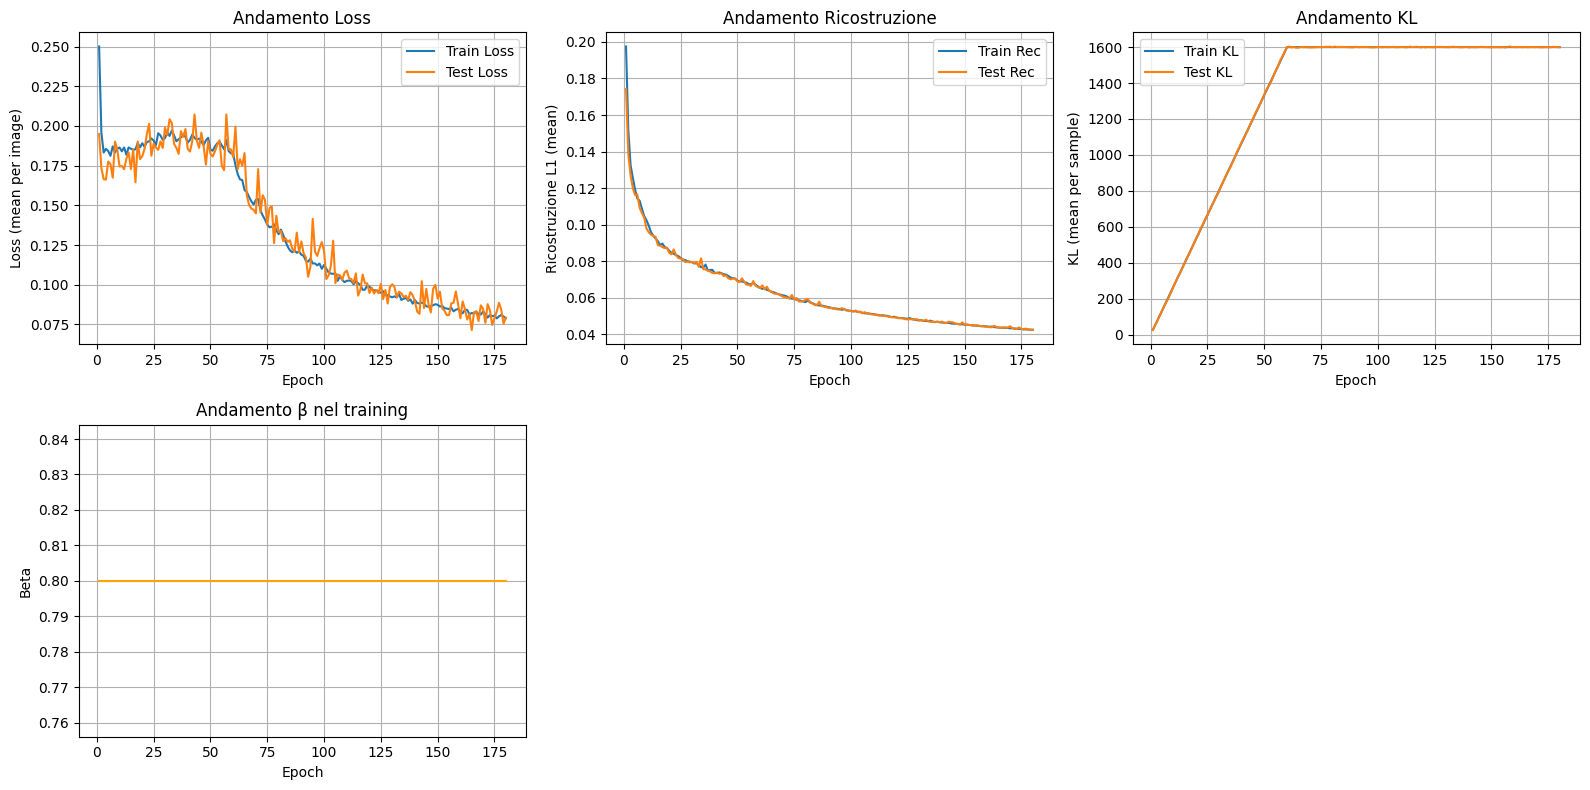 Andamento Loss
0.250
0.225
0.200
0.175
0.150
0.125
0.100
0.075
Loss (mean per image)
0 25 50 75 100 125 150 175
Epoch
Train Loss
Test Loss
Andamento Ricostruzione
0.20
0.18
0.16
0.14
0.12
0.10
0.08
0.06
0.04
Ricostruzione L1 (mean)
0 25 50 75 100 125 150 175
Epoch
Train Rec
Test Rec
Andamento KL
1600
1400
1200
1000
800
600
400
200
0
KL (mean per sample)
0 25 50 75 100 125 150 175
Epoch
Train KL
Test KL
Andamento β nel training
0.84
0.83
0.82
0.81
0.80
0.79
0.78
0.77
0.76
Beta
0 25 50 75 100 125 150 175
Epoch